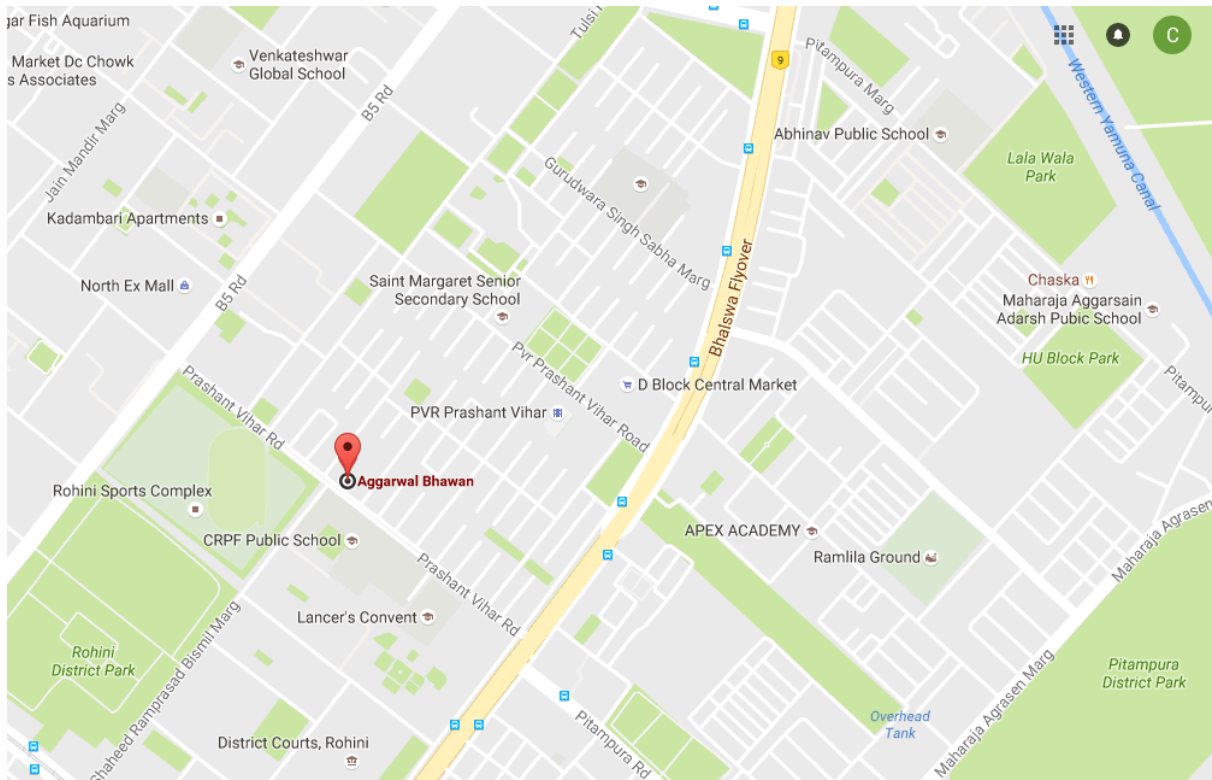 gar Fish Aquarium
Market Dc Chowk
s Associates
Jain Mandir Marg
Venkateshwar
Global School
B5 Rd
Tulsi
9
Pitampura Marg
C
Western Yamuna Canal
Abhinav Public School
Lala Wala
Park
Gurudwara Singh Sabha Marg
Kadambari Apartments
North Ex Mall
B5 Rd
Saint Margaret Senior
Secondary School
Bhalswa Flyover
Chaska
Maharaja Aggarsain
Adarsh Pubic School
HU Block Park
Pitampu
Pvr Prashant Vihar Road
D Block Central Market
Prashant Vihar Rd
PVR Prashant Vihar
Aggarwal Bhawan
Rohini Sports Complex
CRPF Public School
APEX ACADEMY
Ramlila Ground
Maharaja Agrasen
Prashant Vihar Rd
Lancer's Convent
Shaheed Ramprasad Bismil Marg
Rohini
District Park
Pitampura
District Park
Overhead
Tank
Maharaja Agrasen Marg
Pitampura Rd
District Courts, Rohini